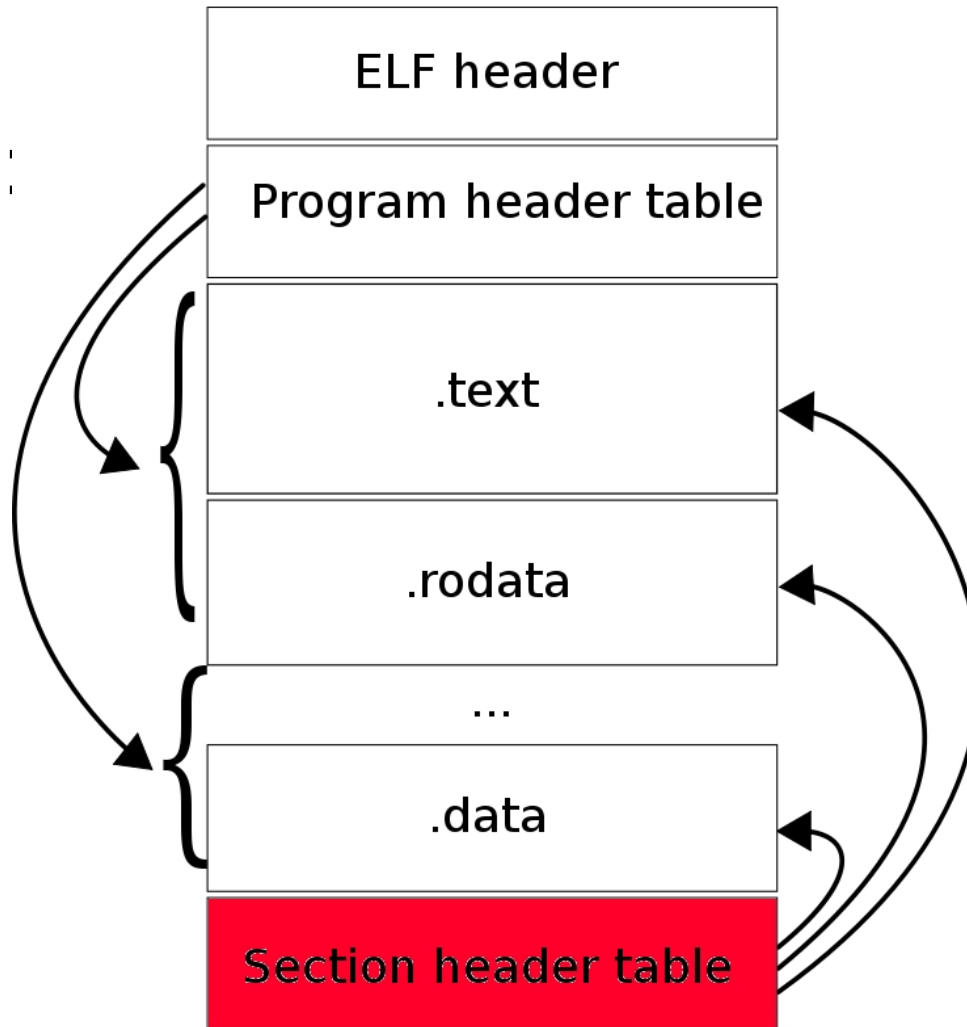 ELF header
Program header table
.text
.rodata
...
.data
Section header table